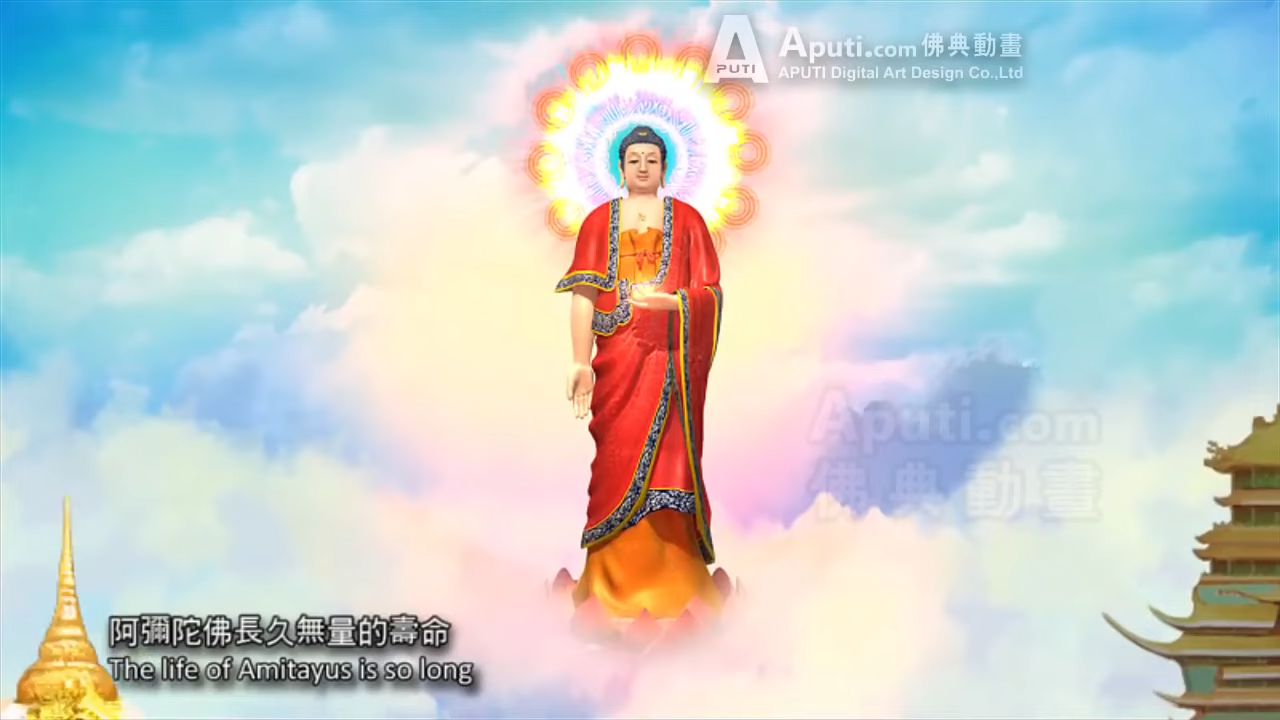 Aputi.com 佛典動畫
PUTI
APUTI Digital Art Design Co.,Ltd
Aputi.com
佛典動畫
阿彌陀佛長久無量的壽命
The life of Amitayus is so long